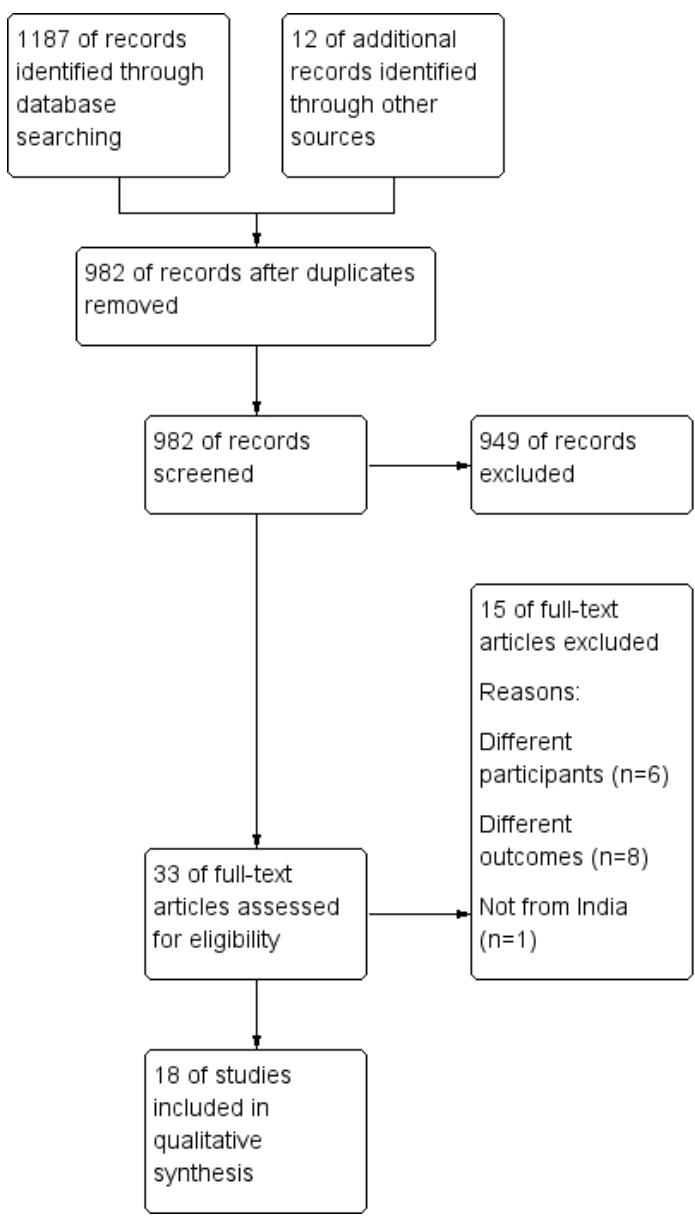 1187 of records
identified through
database
searching
12 of additional
records identified
through other
sources
982 of records after duplicates
removed
982 of records
screened
949 of records
excluded
15 of full-text
articles excluded
Reasons:
Different
participants (n=6)
Different
outcomes (n=8)
Not from India
(n=1)
33 of full-text
articles assessed
for eligibility
18 of studies
included in
qualitative
synthesis